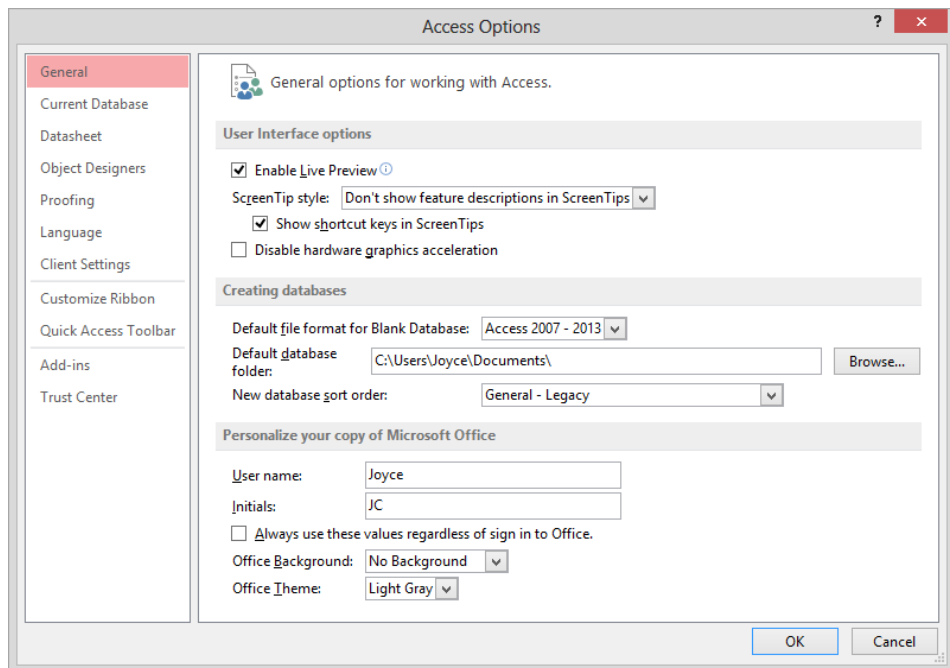 Access Options
?
General
Current Database
Datasheet
Object Designers
Proofing
Language
Client Settings
Customize Ribbon
Quick Access Toolbar
Add-ins
Trust Center
General options for working with Access.
User Interface options
Enable Live Preview
ScreenTip style: Don't show feature descriptions in ScreenTips
Show shortcut keys in ScreenTips
Disable hardware graphics acceleration
Creating databases
Default file format for Blank Database: Access 2007 - 2013
Default database
folder: C:\Users\Joyce\Documents\ Browse...
New database sort order: General - Legacy
Personalize your copy of Microsoft Office
User name: Joyce
Initials: JC
Always use these values regardless of sign in to Office.
Office Background: No Background
Office Theme: Light Gray
OK Cancel